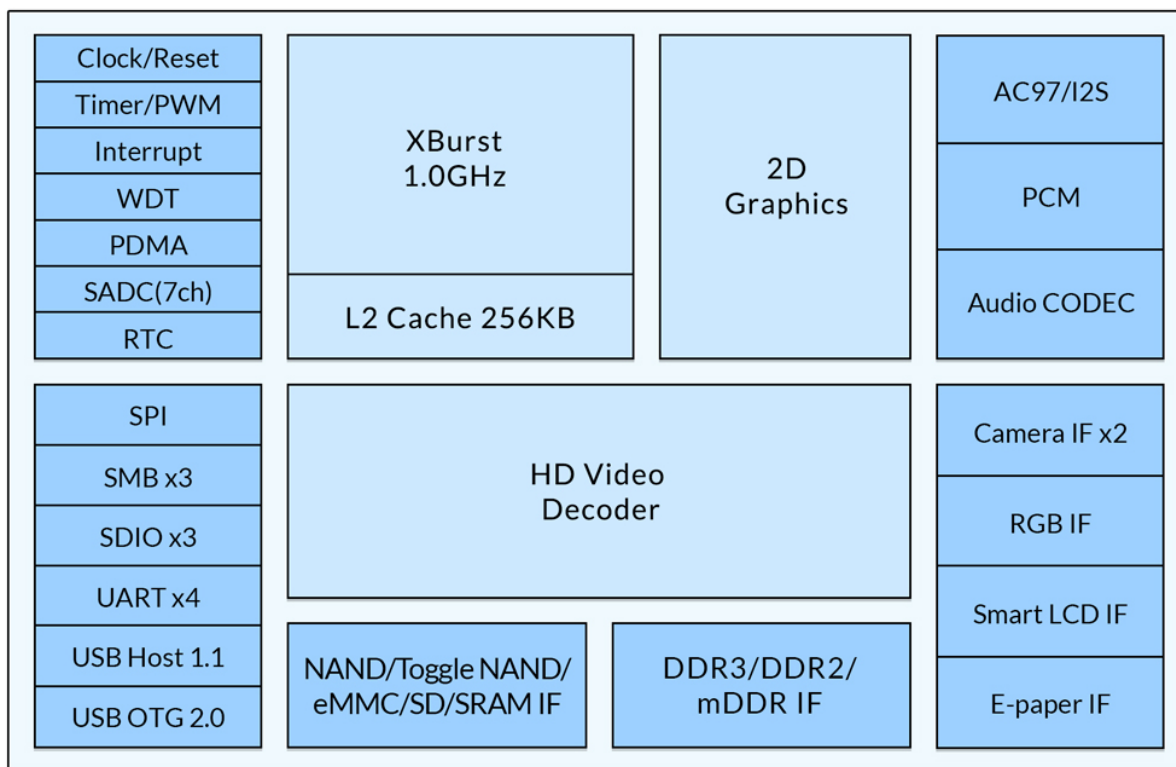 Clock/Reset
Timer/PWM
Interrupt
WDT
PDMA
SADC(7ch)
RTC
XBurst
1.0GHz
L2 Cache 256KB
2D
Graphics
AC97/I2S
PCM
Audio CODEC
SPI
SMB x3
SDIO x3
UART x4
USB Host 1.1
USB OTG 2.0
HD Video
Decoder
NAND/Toggle NAND/
eMMC/SD/SRAM IF
DDR3/DDR2/
mDDR IF
Camera IF x2
RGB IF
Smart LCD IF
E-paper IF